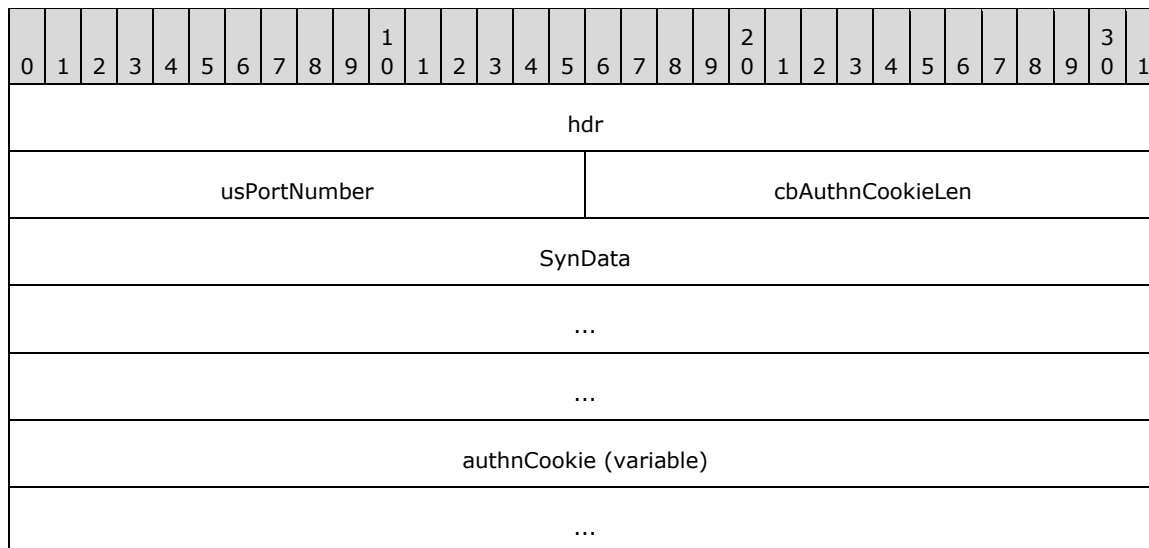 1 2 3
0 1 2 3 4 5 6 7 8 9 0 1 2 3 4 5 6 7 8 9 0 1 2 3 4 5 6 7 8 9 0 1
hdr
usPortNumber cbAuthnCookieLen
SynData
...
...
authnCookie (variable)
...